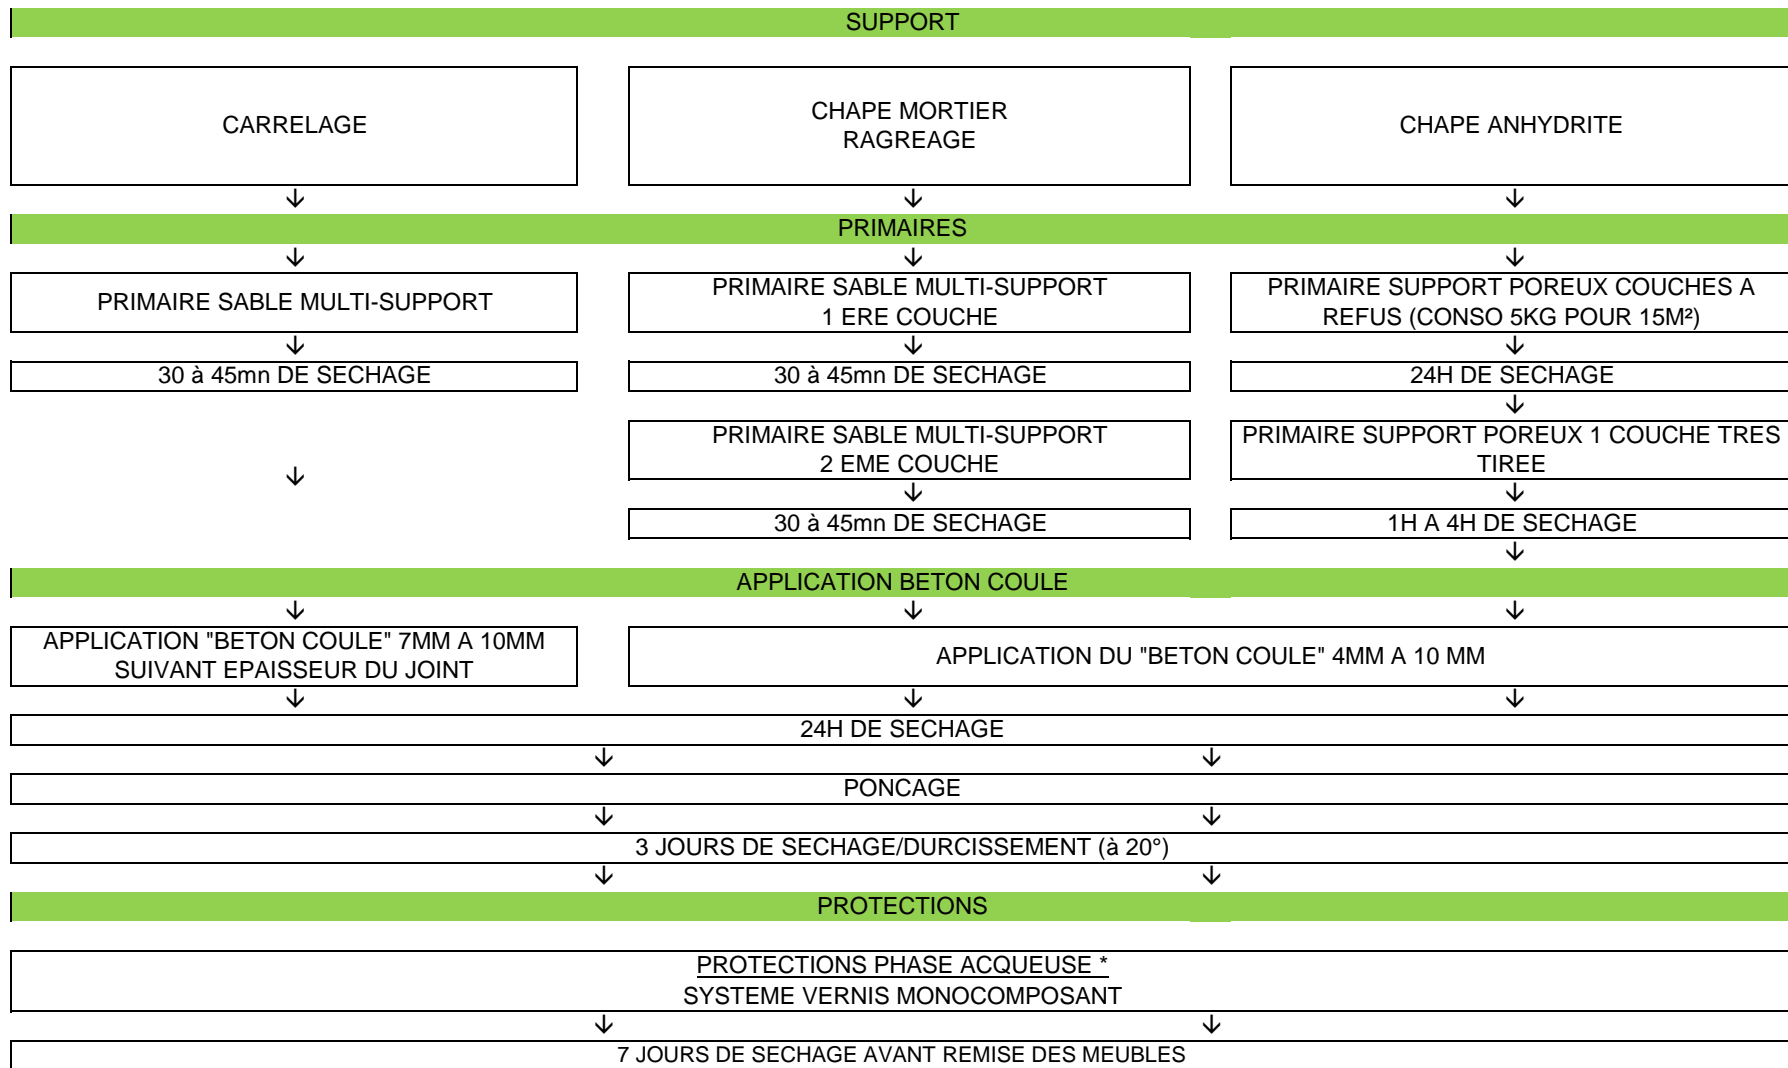 SUPPORT
CARRELAGE
CHAPE MORTIER
RAGREAGE
CHAPE ANHYDRITE
PRIMAIRES
PRIMAIRE SABLE MULTI-SUPPORT
PRIMAIRE SABLE MULTI-SUPPORT
1 ERE COUCHE
PRIMAIRE SUPPORT POREUX COUCHES A
REFUS (CONSO 5KG POUR 15M²)
30 à 45mn DE SECHAGE
30 à 45mn DE SECHAGE
24H DE SECHAGE
PRIMAIRE SABLE MULTI-SUPPORT
2 EME COUCHE
PRIMAIRE SUPPORT POREUX 1 COUCHE TRES
TIREE
30 à 45mn DE SECHAGE
1H A 4H DE SECHAGE
APPLICATION BETON COULE
APPLICATION "BETON COULE" 7MM A 10MM
SUIVANT EPAISSEUR DU JOINT
APPLICATION DU "BETON COULE" 4MM A 10 MM
24H DE SECHAGE
PONCAGE
3 JOURS DE SECHAGE/DURCISSEMENT (à 20°)
PROTECTIONS
PROTECTIONS PHASE ACQUEUSE *
SYSTEME VERNIS MONOCOMPOSANT
7 JOURS DE SECHAGE AVANT REMISE DES MEUBLES